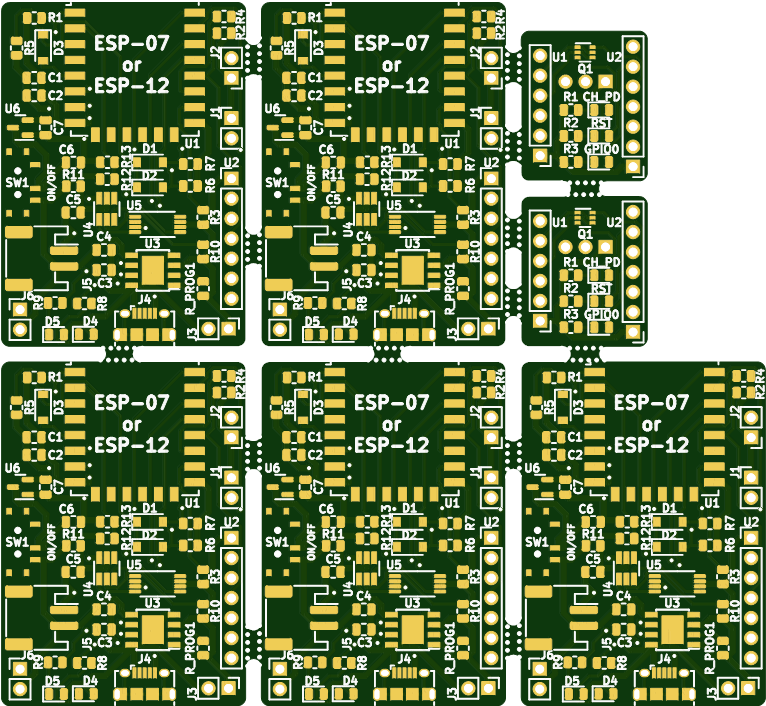 R1
R4
R2
R5
D3
ESP-07
or
ESP-12
J2
C1
C2
U6
C7
J1
U1
C6
R13
D1
R7
U2
R11
R12
D2
R6
SW1
ON/OFF
C5
U4
U5
R3
U3
C4
R10
C3
J5
R_PROG1
J6
R9
R8
J4
D5
D4
J3
R1
R4
R2
R5
D3
ESP-07
or
ESP-12
J2
C1
C2
U6
C7
J1
U1
C6
R13
D1
R7
U2
R11
R12
D2
R6
SW1
ON/OFF
C5
U4
U5
R3
U3
C4
R10
C3
J5
R_PROG1
J6
R9
R8
J4
D5
D4
J3
U1
U2
Q1
R1
CH_PD
R2
RST
R3
GPIO0
U1
U2
Q1
R1
CH_PD
R2
RST
R3
GPIO0
R1
R4
R2
R5
D3
ESP-07
or
ESP-12
J2
C1
C2
U6
C7
J1
U1
C6
R13
D1
R7
U2
R11
R12
D2
R6
SW1
ON/OFF
C5
U4
U5
R3
U3
C4
R10
C3
J5
R_PROG1
J6
R9
R8
J4
D5
D4
J3
R1
R4
R2
R5
D3
ESP-07
or
ESP-12
J2
C1
C2
U6
C7
J1
U1
C6
R13
D1
R7
U2
R11
R12
D2
R6
SW1
ON/OFF
C5
U4
U5
R3
U3
C4
R10
C3
J5
R_PROG1
J6
R9
R8
J4
D5
D4
J3
R1
R4
R2
R5
D3
ESP-07
or
ESP-12
J2
C1
C2
U6
C7
J1
U1
C6
R13
D1
R7
U2
R11
R12
D2
R6
SW1
ON/OFF
C5
U4
U5
R3
U3
C4
R10
C3
J5
R_PROG1
J6
R9
R8
J4
D5
D4
J3